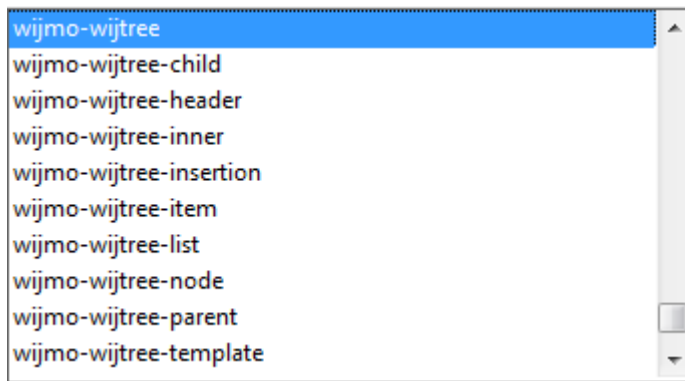 wijmo-wijtree
wijmo-wijtree-child
wijmo-wijtree-header
wijmo-wijtree-inner
wijmo-wijtree-insertion
wijmo-wijtree-item
wijmo-wijtree-list
wijmo-wijtree-node
wijmo-wijtree-parent
wijmo-wijtree-template